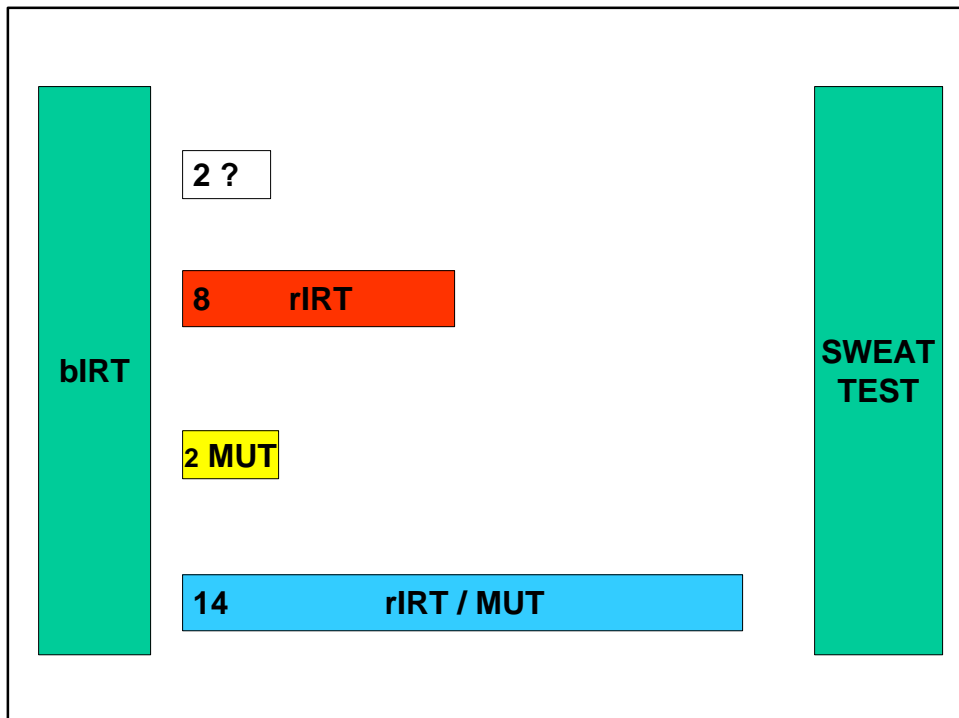 bIRT
2 ?
8 rIRT
2 MUT
14 rIRT / MUT
SWEAT
TEST